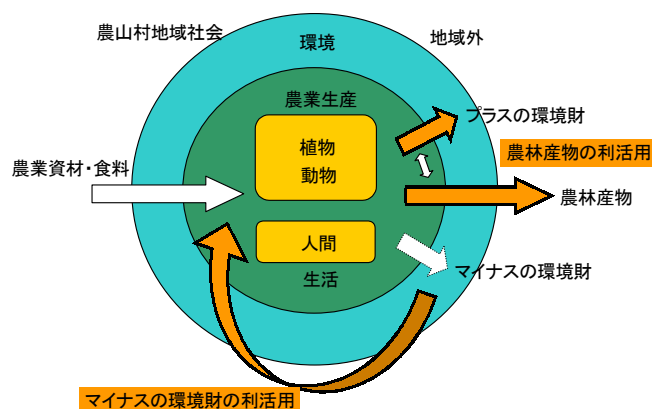 農山村地域社会
環境
地域外
農業生産
プラスの環境財
植物
動物
農林産物の利活用
農業資材・食料
農林産物
人間
マイナスの環境財
生活
マイナスの環境財の利活用